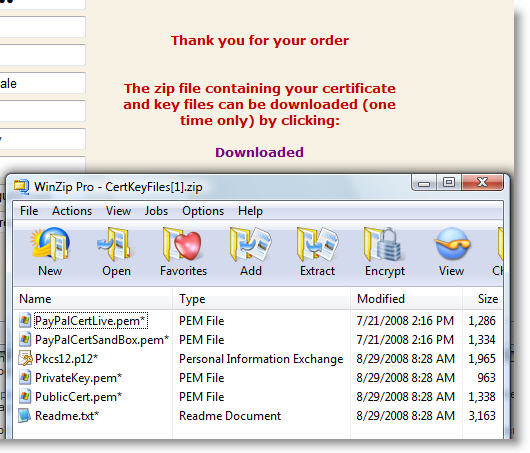 ale
Thank you for your order
The zip file containing your certificate
and key files can be downloaded (one
time only) by clicking:
Downloaded
WinZip Pro - CertKeyFiles[1].zip
File Actions View Jobs Options Help
New Open Favorites Add Extract Encrypt View
Name Type Modified Size
PayPalCertLive.pem* PEM File 7/21/2008 2:16 PM 1,286
PayPalCertSandBox.pem* PEM File 7/21/2008 2:16 PM 1,334
Pkcs12.p12* Personal Information Exchange 8/29/2008 8:28 AM 1,965
PrivateKey.pem* PEM File 8/29/2008 8:28 AM 963
PublicCert.pem* PEM File 8/29/2008 8:28 AM 1,338
Readme.txt* Readme Document 8/29/2008 8:28 AM 3,163